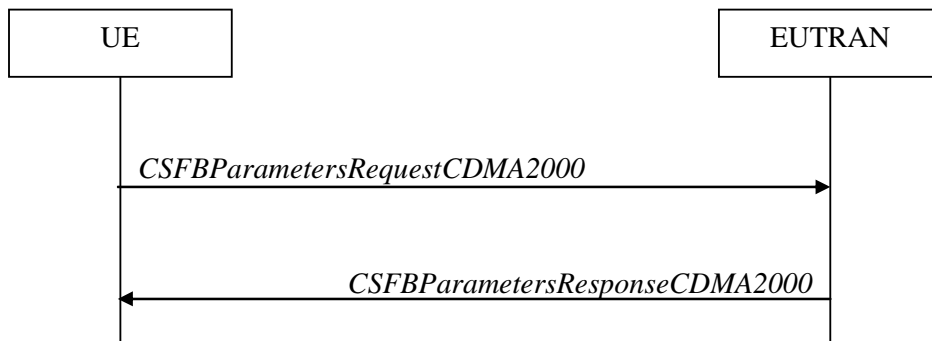 UE
EUTRAN
CSFBParametersRequestCDMA2000
CSFBParametersResponseCDMA2000